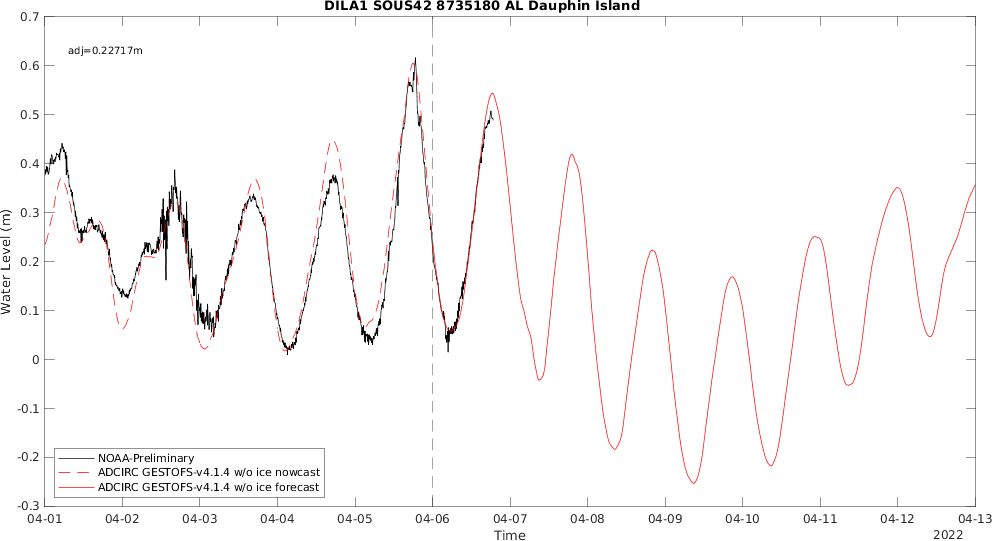 DILA1 SOUS42 8735180 AL Dauphin Island
adj=0.22717m
0.7
0.6
0.5
0.4
0.3
0.2
0.1
0
-0.1
-0.2
-0.3
Water Level (m)
NOAA-Preliminary
ADCIRC GESTOFS-v4.1.4 w/o ice nowcast
ADCIRC GESTOFS-v4.1.4 w/o ice forecast
04-01 04-02 04-03 04-04 04-05 04-06 04-07 04-08 04-09 04-10 04-11 04-12 04-13
Time
2022